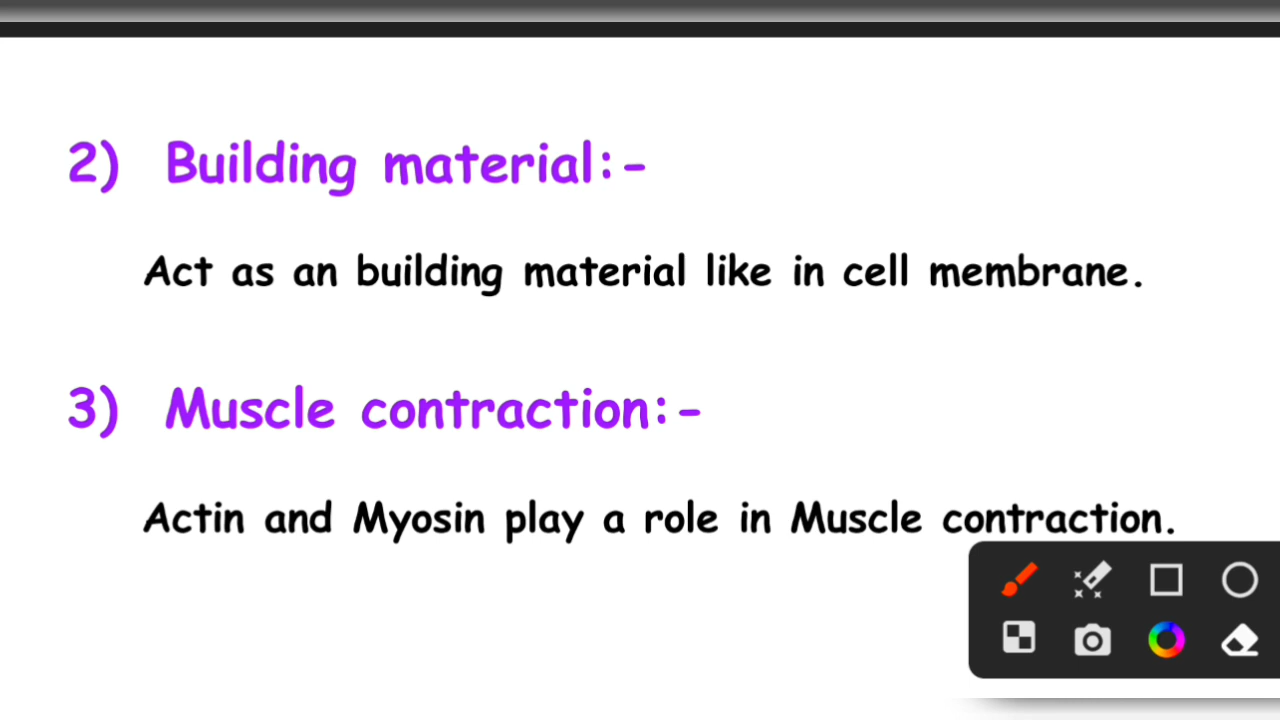 2) Building material:-
Act as an building material like in cell membrane.
3) Muscle contraction:-
Actin and Myosin play a role in Muscle contraction.